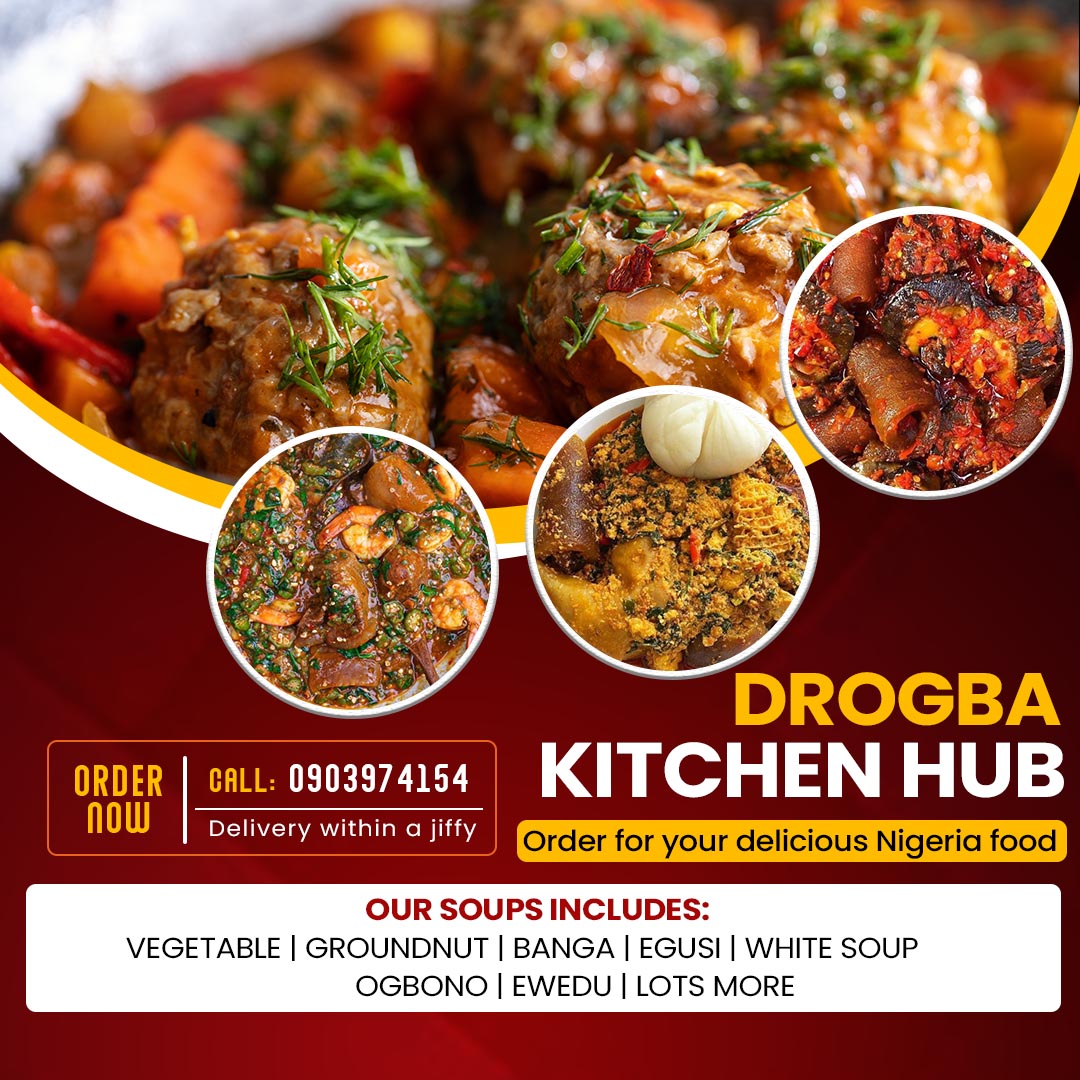 DROGBA
KITCHEN HUB
Order for your delicious Nigeria food
ORDER
NOW
CALL: 0903974154
Delivery within a jiffy
OUR SOUPS INCLUDES:
VEGETABLE | GROUNDNUT | BANGA | EGUSI | WHITE SOUP
OGBONO | EWEDU | LOTS MORE